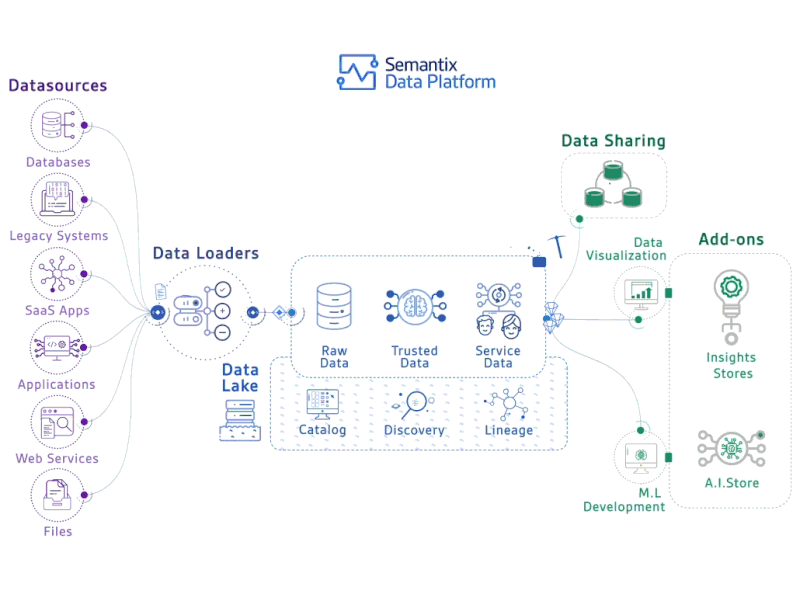 Semantix
Data Platform
Datasources
Databases
Legacy Systems
SaaS Apps
Applications
Web Services
Files
Data Loaders
Data
Lake
Raw
Data
Trusted
Data
Service
Data
Catalog
Discovery
Lineage
Data Sharing
Data
Visualization
M.L
Development
Add-ons
Insights
Stores
A.I.Store